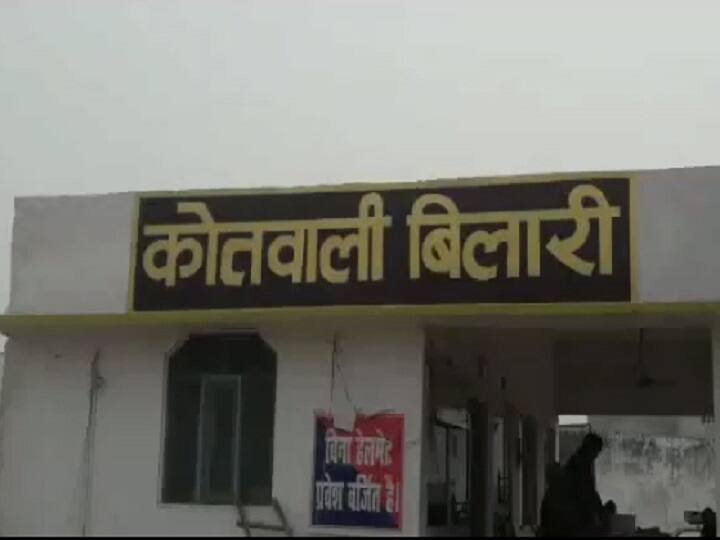 कोतवाली बिलारी
बिना हेलमेट
प्रवेश वर्जित है।